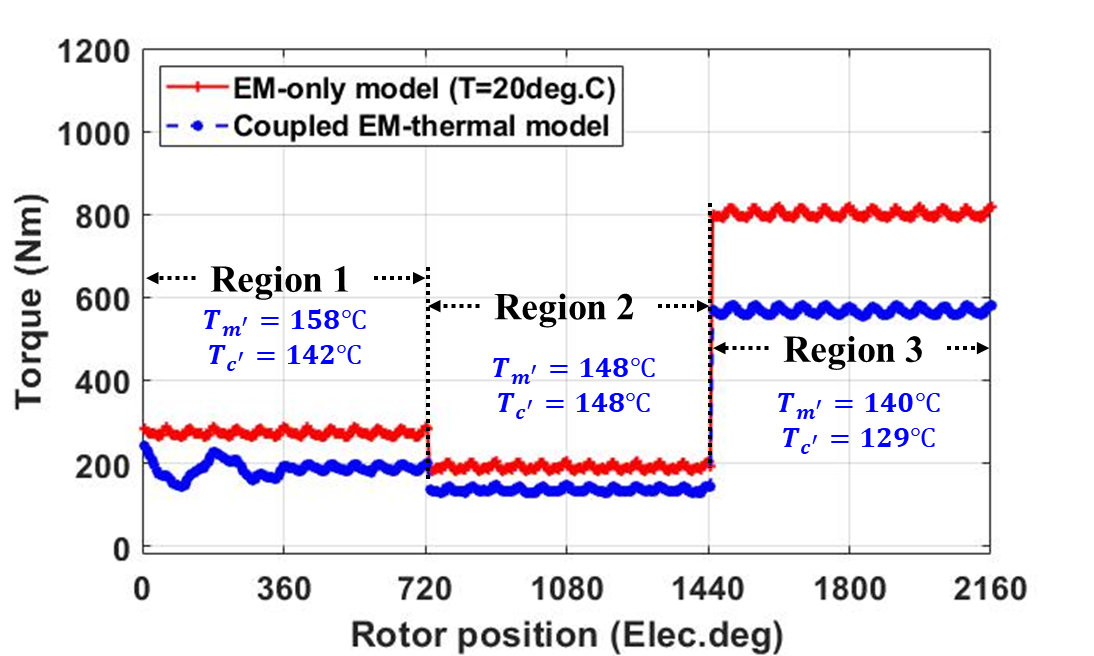 1200
1000
800
600
400
200
0
Torque (Nm)
EM-only model (T=20deg.C)
Coupled EM-thermal model
Region 1
T_m' = 158°C
T_c' = 142°C
Region 2
T_m' = 148°C
T_c' = 148°C
Region 3
T_m' = 140°C
T_c' = 129°C
0 360 720 1080 1440 1800 2160
Rotor position (Elec.deg)